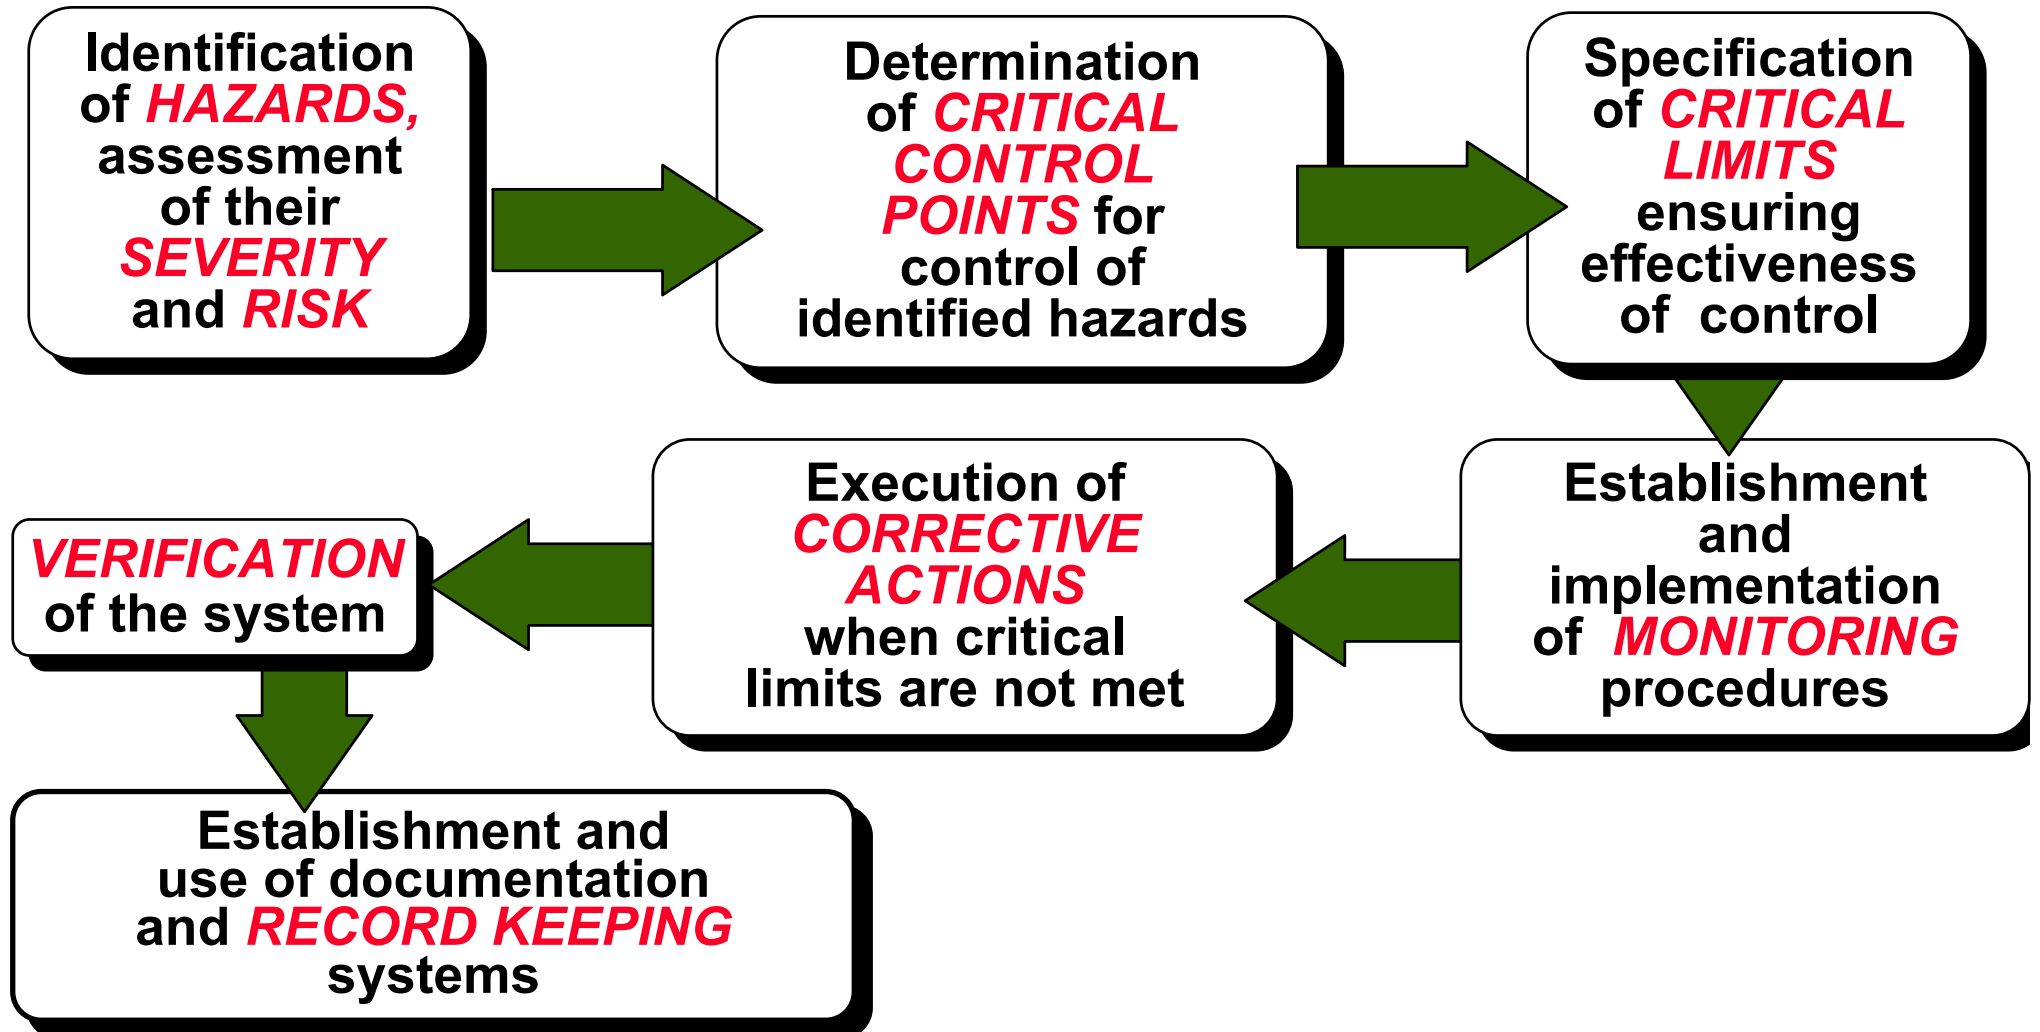 Identification
of HAZARDS,
assessment
of their
SEVERITY
and RISK
Determination
of CRITICAL
CONTROL
POINTS for
control of
identified hazards
Specification
of CRITICAL
LIMITS
ensuring
effectiveness
of control
Establishment
and
implementation
of MONITORING
procedures
Execution of
CORRECTIVE
ACTIONS
when critical
limits are not met
VERIFICATION
of the system
Establishment and
use of documentation
and RECORD KEEPING
systems